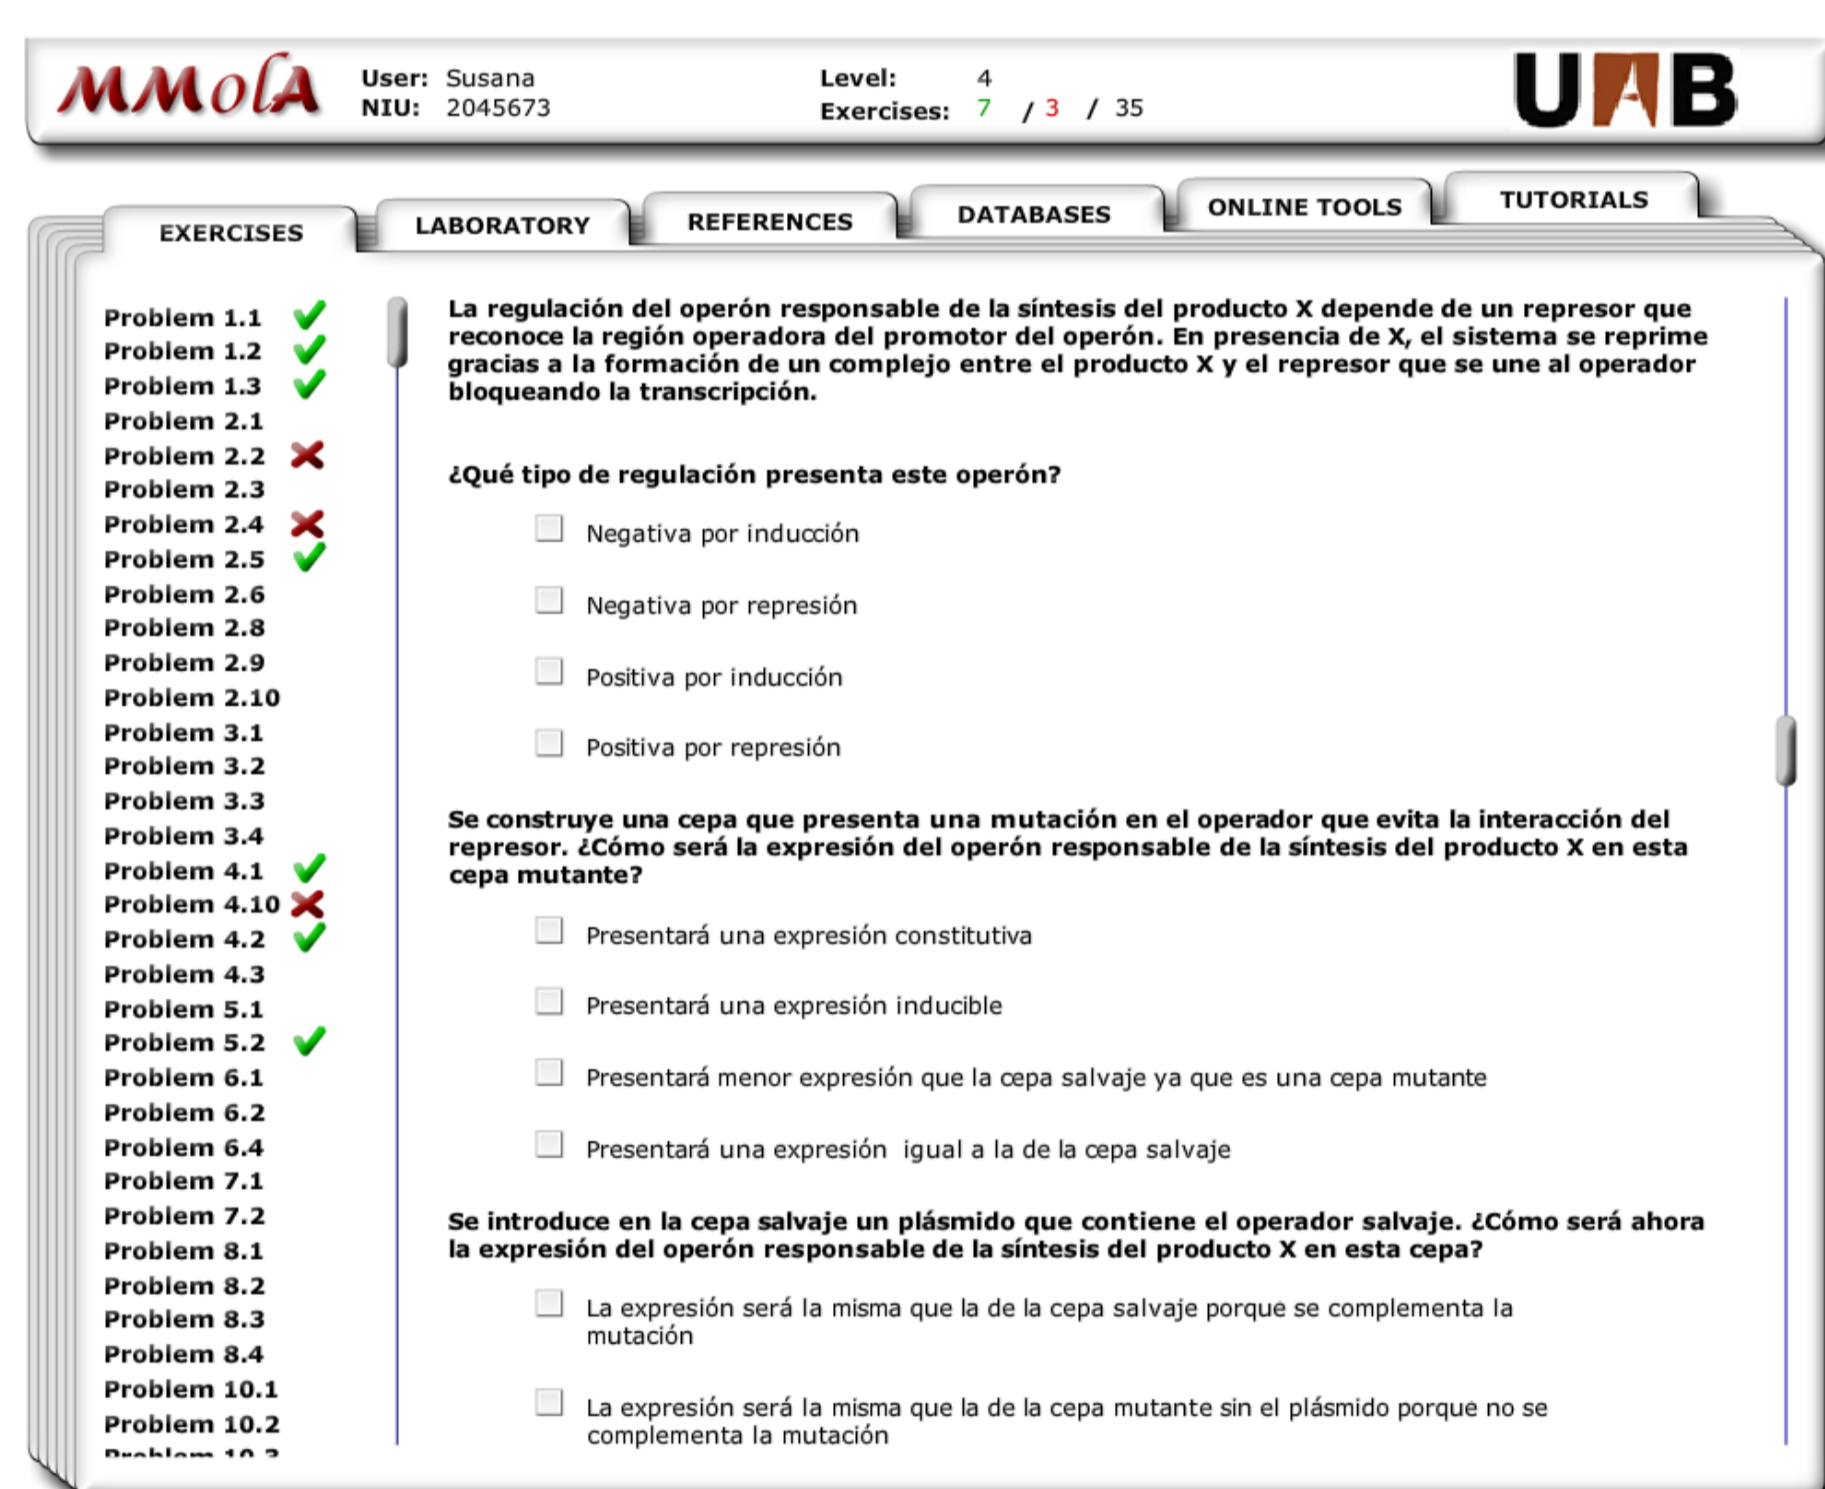 MMolA
User: Susana
NIU: 2045673
Level: 4
Exercises: 7 / 3 / 35
UAB
EXERCISES
LABORATORY
REFERENCES
DATABASES
ONLINE TOOLS
TUTORIALS
Problem 1.1
Problem 1.2
Problem 1.3
Problem 2.1
Problem 2.2
Problem 2.3
Problem 2.4
Problem 2.5
Problem 2.6
Problem 2.8
Problem 2.9
Problem 2.10
Problem 3.1
Problem 3.2
Problem 3.3
Problem 3.4
Problem 4.1
Problem 4.10
Problem 4.2
Problem 4.3
Problem 5.1
Problem 5.2
Problem 6.1
Problem 6.2
Problem 6.4
Problem 7.1
Problem 7.2
Problem 8.1
Problem 8.2
Problem 8.3
Problem 8.4
Problem 10.1
Problem 10.2
Problem 10.3
La regulación del operón responsable de la síntesis del producto X depende de un represor que
reconoce la región operadora del promotor del operón. En presencia de X, el sistema se reprime
gracias a la formación de un complejo entre el producto X y el represor que se une al operador
bloqueando la transcripción.
¿Qué tipo de regulación presenta este operón?
Negativa por inducción
Negativa por represión
Positiva por inducción
Positiva por represión
Se construye una cepa que presenta una mutación en el operador que evita la interacción del
represor. ¿Cómo será la expresión del operón responsable de la síntesis del producto X en esta
cepa mutante?
Presentará una expresión constitutiva
Presentará una expresión inducible
Presentará menor expresión que la cepa salvaje ya que es una cepa mutante
Presentará una expresión igual a la de la cepa salvaje
Se introduce en la cepa salvaje un plásmido que contiene el operador salvaje. ¿Cómo será ahora
la expresión del operón responsable de la síntesis del producto X en esta cepa?
La expresión será la misma que la de la cepa salvaje porque se complementa la
mutación
La expresión será la misma que la de la cepa mutante sin el plásmido porque no se
complementa la mutación